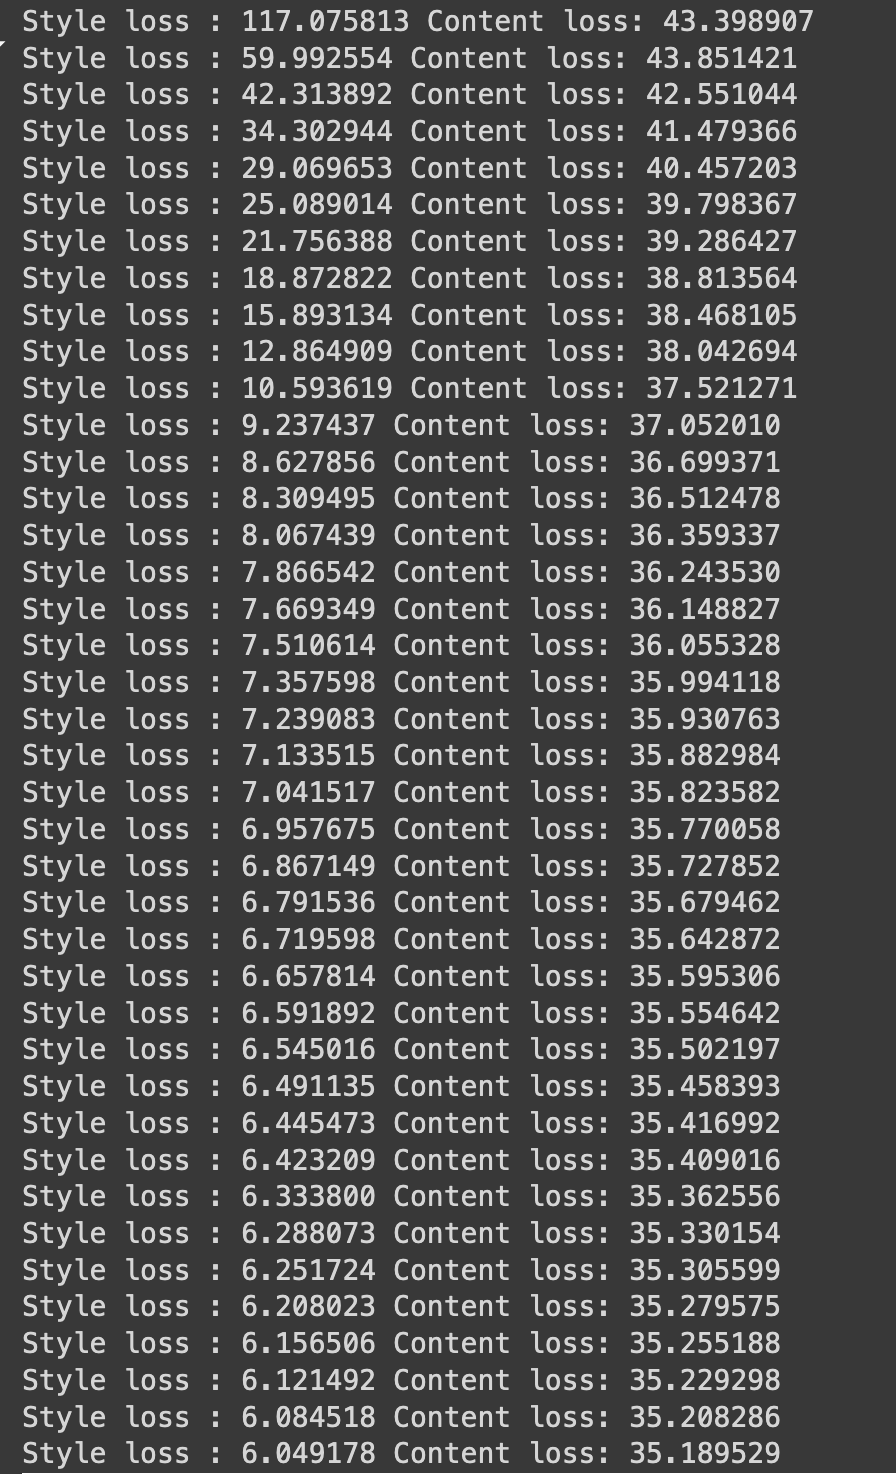 Style loss : 117.075813 Content loss: 43.398907
Style loss : 59.992554 Content loss: 43.851421
Style loss : 42.313892 Content loss: 42.551044
Style loss : 34.302944 Content loss: 41.479366
Style loss : 29.069653 Content loss: 40.457203
Style loss : 25.089014 Content loss: 39.798367
Style loss : 21.756388 Content loss: 39.286427
Style loss : 18.872822 Content loss: 38.813564
Style loss : 15.893134 Content loss: 38.468105
Style loss : 12.864909 Content loss: 38.042694
Style loss : 10.593619 Content loss: 37.521271
Style loss : 9.237437 Content loss: 37.052010
Style loss : 8.627856 Content loss: 36.699371
Style loss : 8.309495 Content loss: 36.512478
Style loss : 8.067439 Content loss: 36.359337
Style loss : 7.866542 Content loss: 36.243530
Style loss : 7.669349 Content loss: 36.148827
Style loss : 7.510614 Content loss: 36.055328
Style loss : 7.357598 Content loss: 35.994118
Style loss : 7.239083 Content loss: 35.930763
Style loss : 7.133515 Content loss: 35.882984
Style loss : 7.041517 Content loss: 35.823582
Style loss : 6.957675 Content loss: 35.770058
Style loss : 6.867149 Content loss: 35.727852
Style loss : 6.791536 Content loss: 35.679462
Style loss : 6.719598 Content loss: 35.642872
Style loss : 6.657814 Content loss: 35.595306
Style loss : 6.591892 Content loss: 35.554642
Style loss : 6.545016 Content loss: 35.502197
Style loss : 6.491135 Content loss: 35.458393
Style loss : 6.445473 Content loss: 35.416992
Style loss : 6.423209 Content loss: 35.409016
Style loss : 6.333800 Content loss: 35.362556
Style loss : 6.288073 Content loss: 35.330154
Style loss : 6.251724 Content loss: 35.305599
Style loss : 6.208023 Content loss: 35.279575
Style loss : 6.156506 Content loss: 35.255188
Style loss : 6.121492 Content loss: 35.229298
Style loss : 6.084518 Content loss: 35.208286
Style loss : 6.049178 Content loss: 35.189529